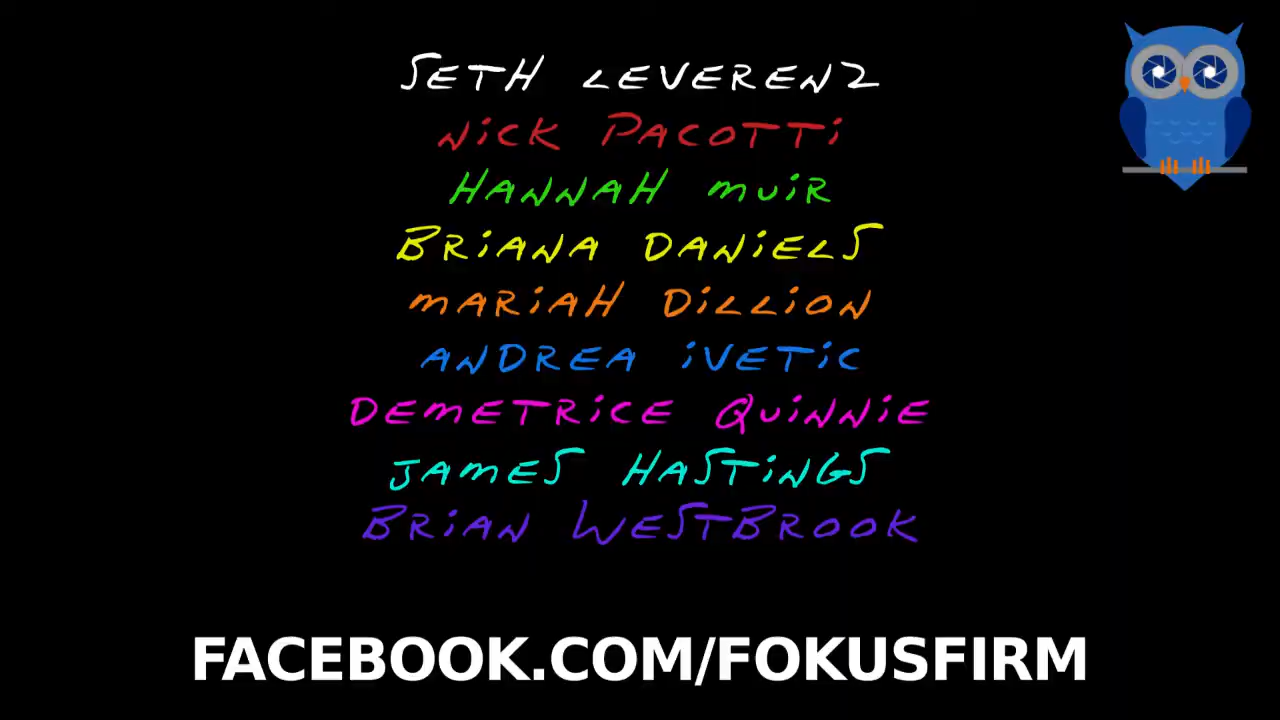 SETH LEVERENZ
NiCK PACOTTi
HANNAH MUiR
BRiANA DANiELS
MARiAH DiLLION
ANDREA iVETiC
DEMETRiCE QUiNNiE
JAMES HASTiNGS
BRiAN WESTBROOK
FACEBOOK.COM/FOKUSFIRM